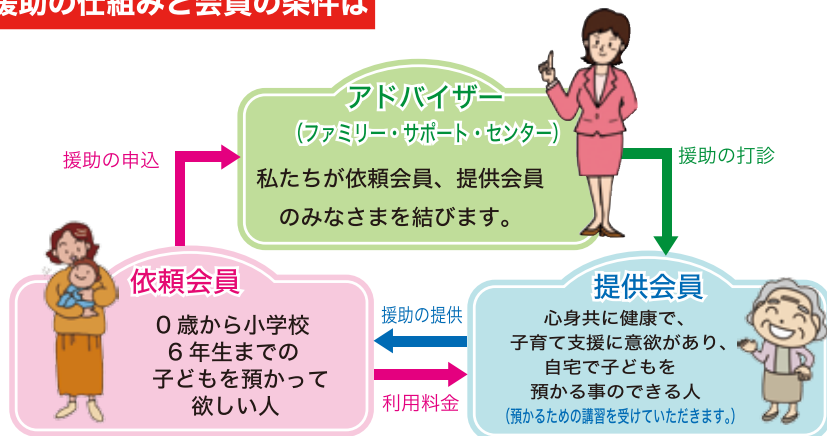 援助の仕組みと会員の条件は
アドバイザー
（ファミリー・サポート・センター）
私たちが依頼会員、提供会員
のみなさまを結びます。
援助の申込
援助の打診
依頼会員
0歳から小学校
6年生までの
子どもを預かって
欲しい人
援助の提供
利用料金
提供会員
心身共に健康で、
子育て支援に意欲があり、
自宅で子どもを
預かる事のできる人
（預かるための講習を受けていただきます。）